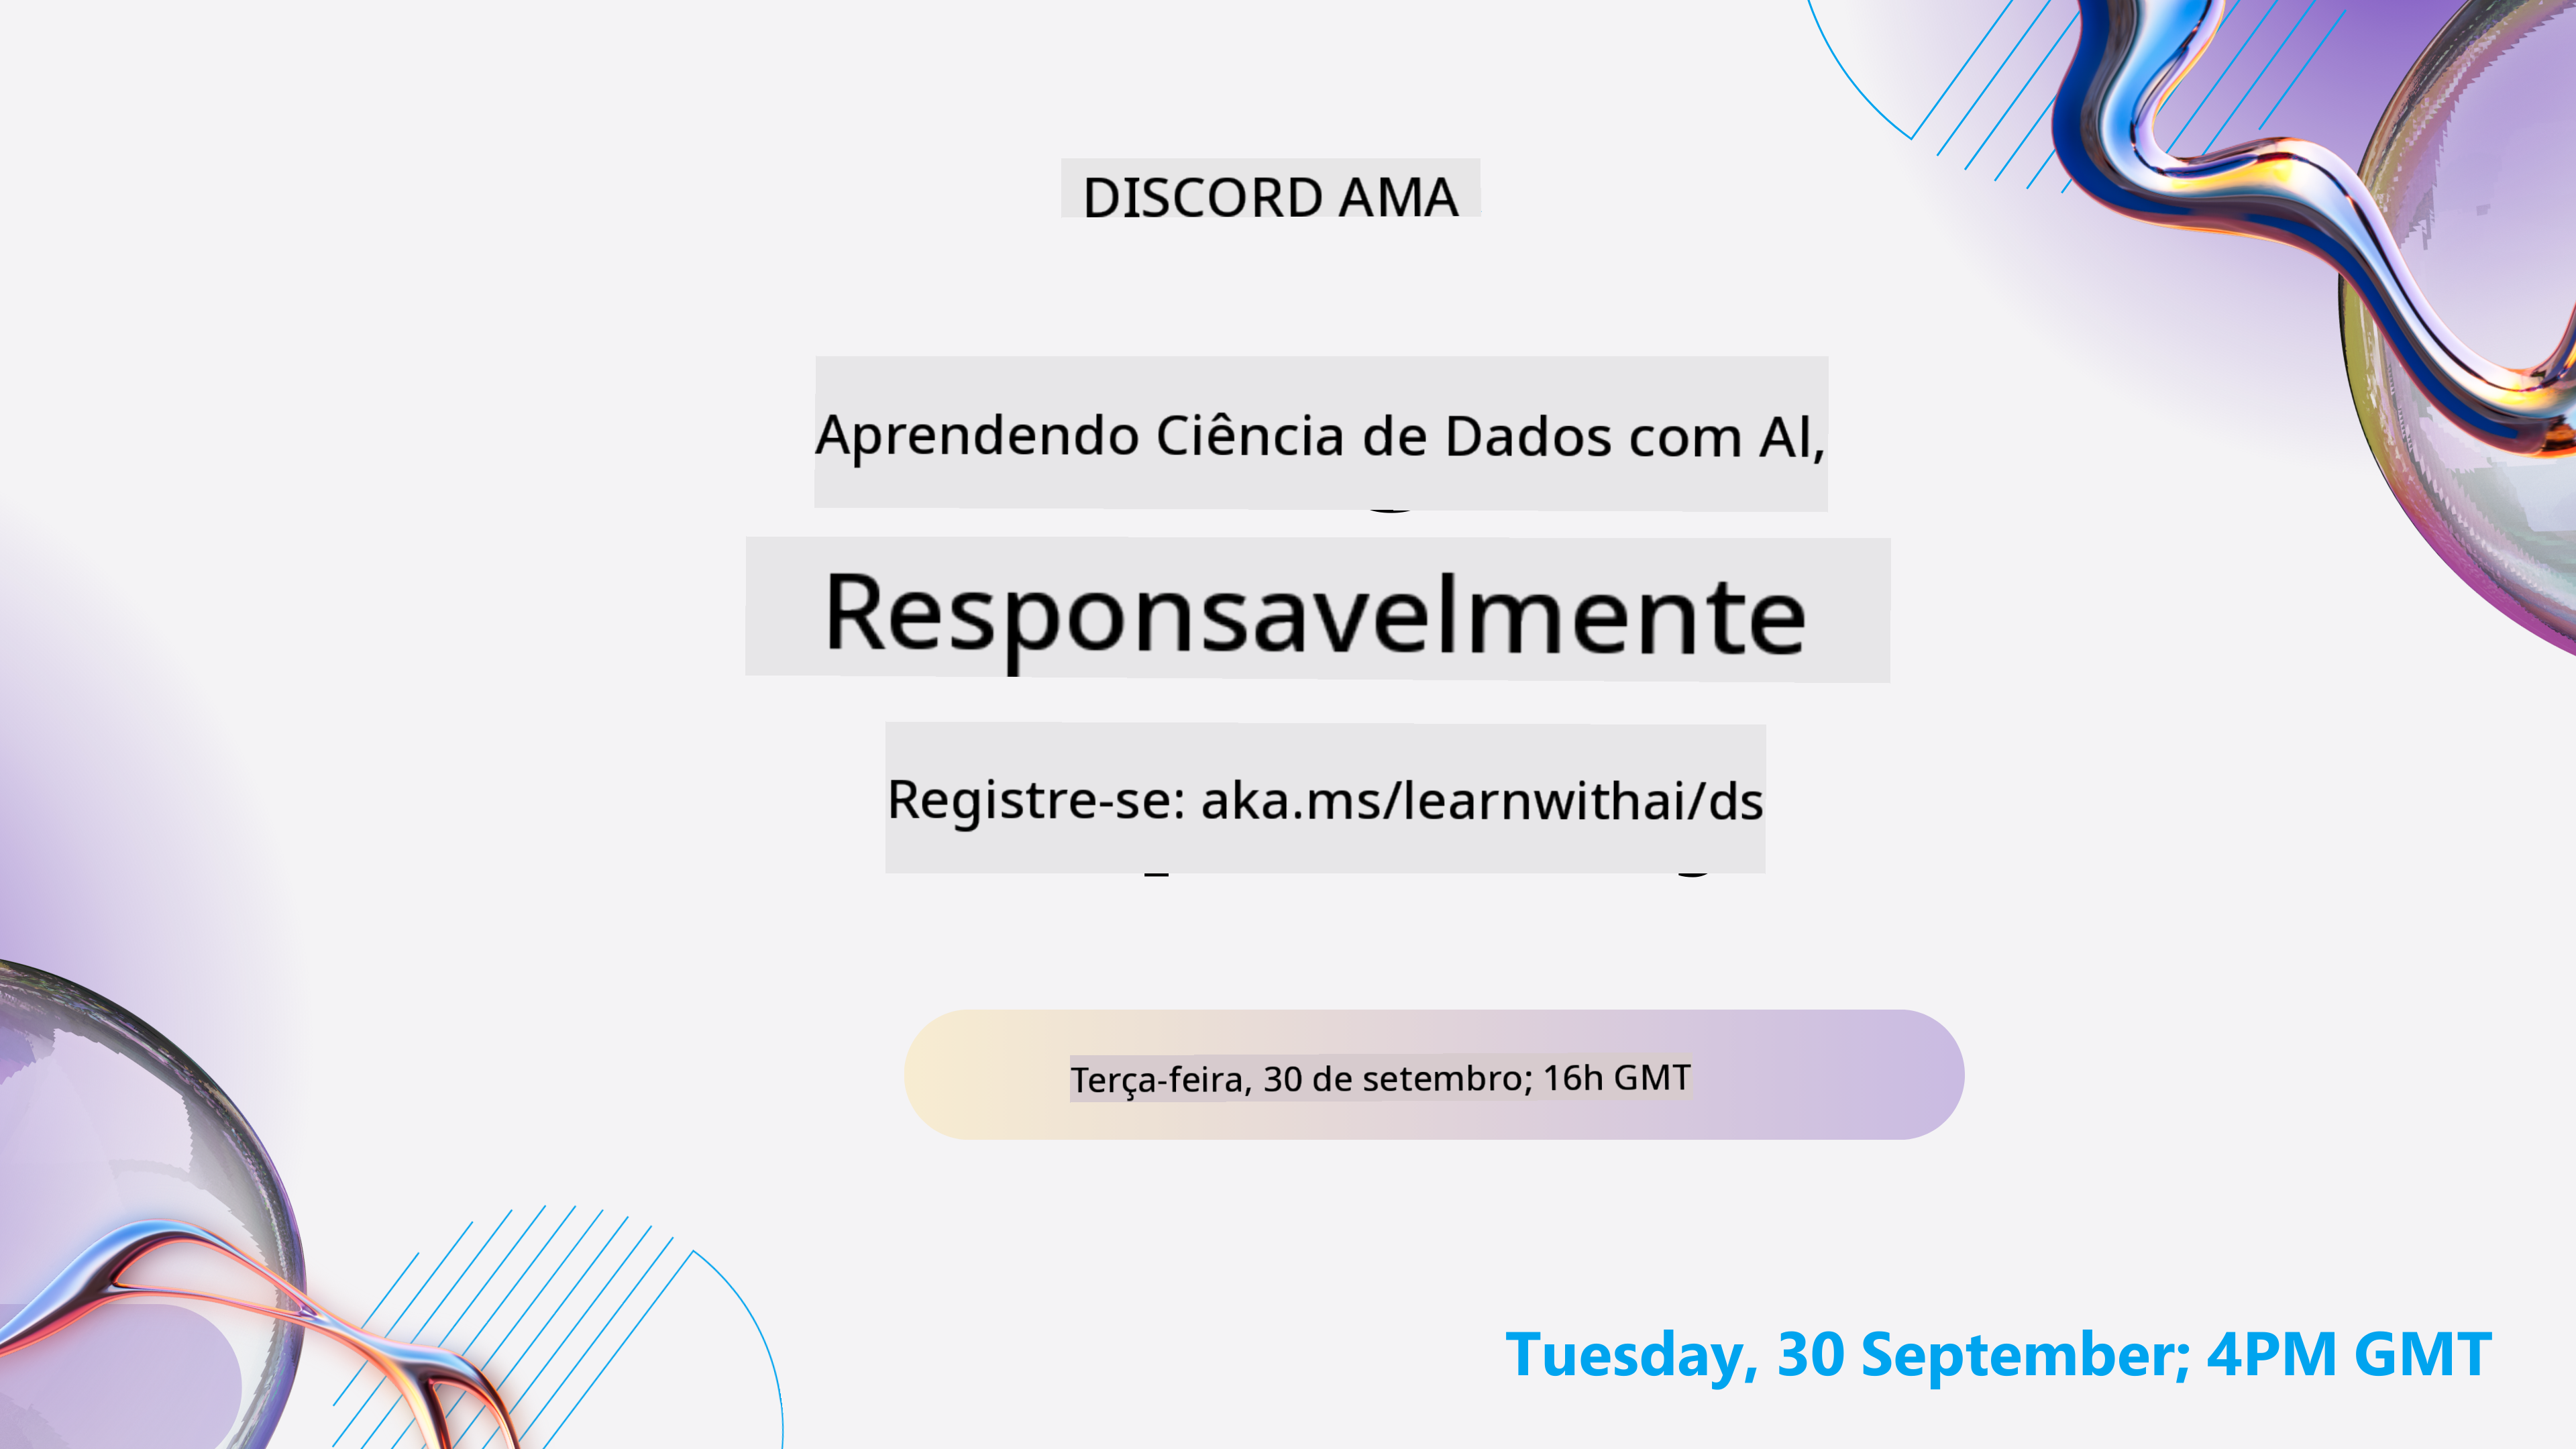 DISCORD AMA
Aprendendo Ciência de Dados com Al,
Responsavelmente
Registre-se: aka.ms/learnwithai/ds
Terça-feira, 30 de setembro; 16h GMT
Tuesday, 30 September; 4PM GMT